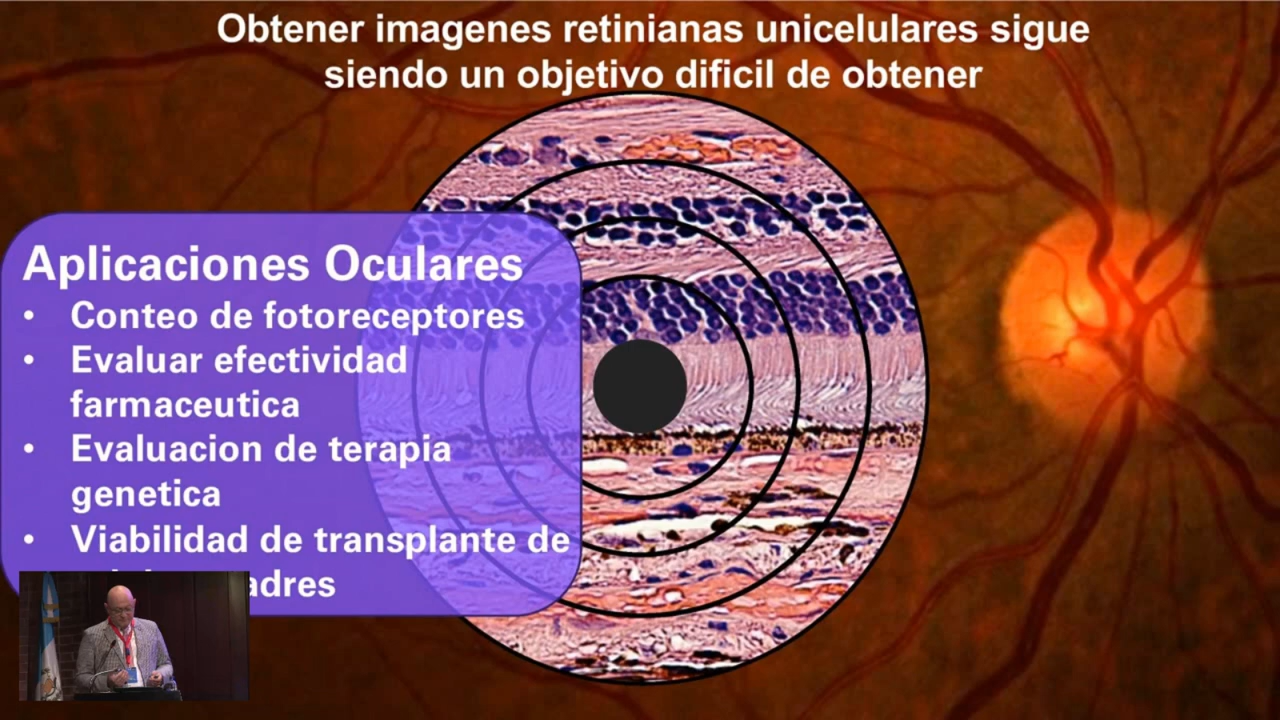 Obtener imagenes retinianas unicelulares sigue
siendo un objetivo dificil de obtener
Aplicaciones Oculares
• Conteo de fotoreceptores
• Evaluar efectividad
farmaceutica
• Evaluacion de terapia
genetica
• Viabilidad de transplante de